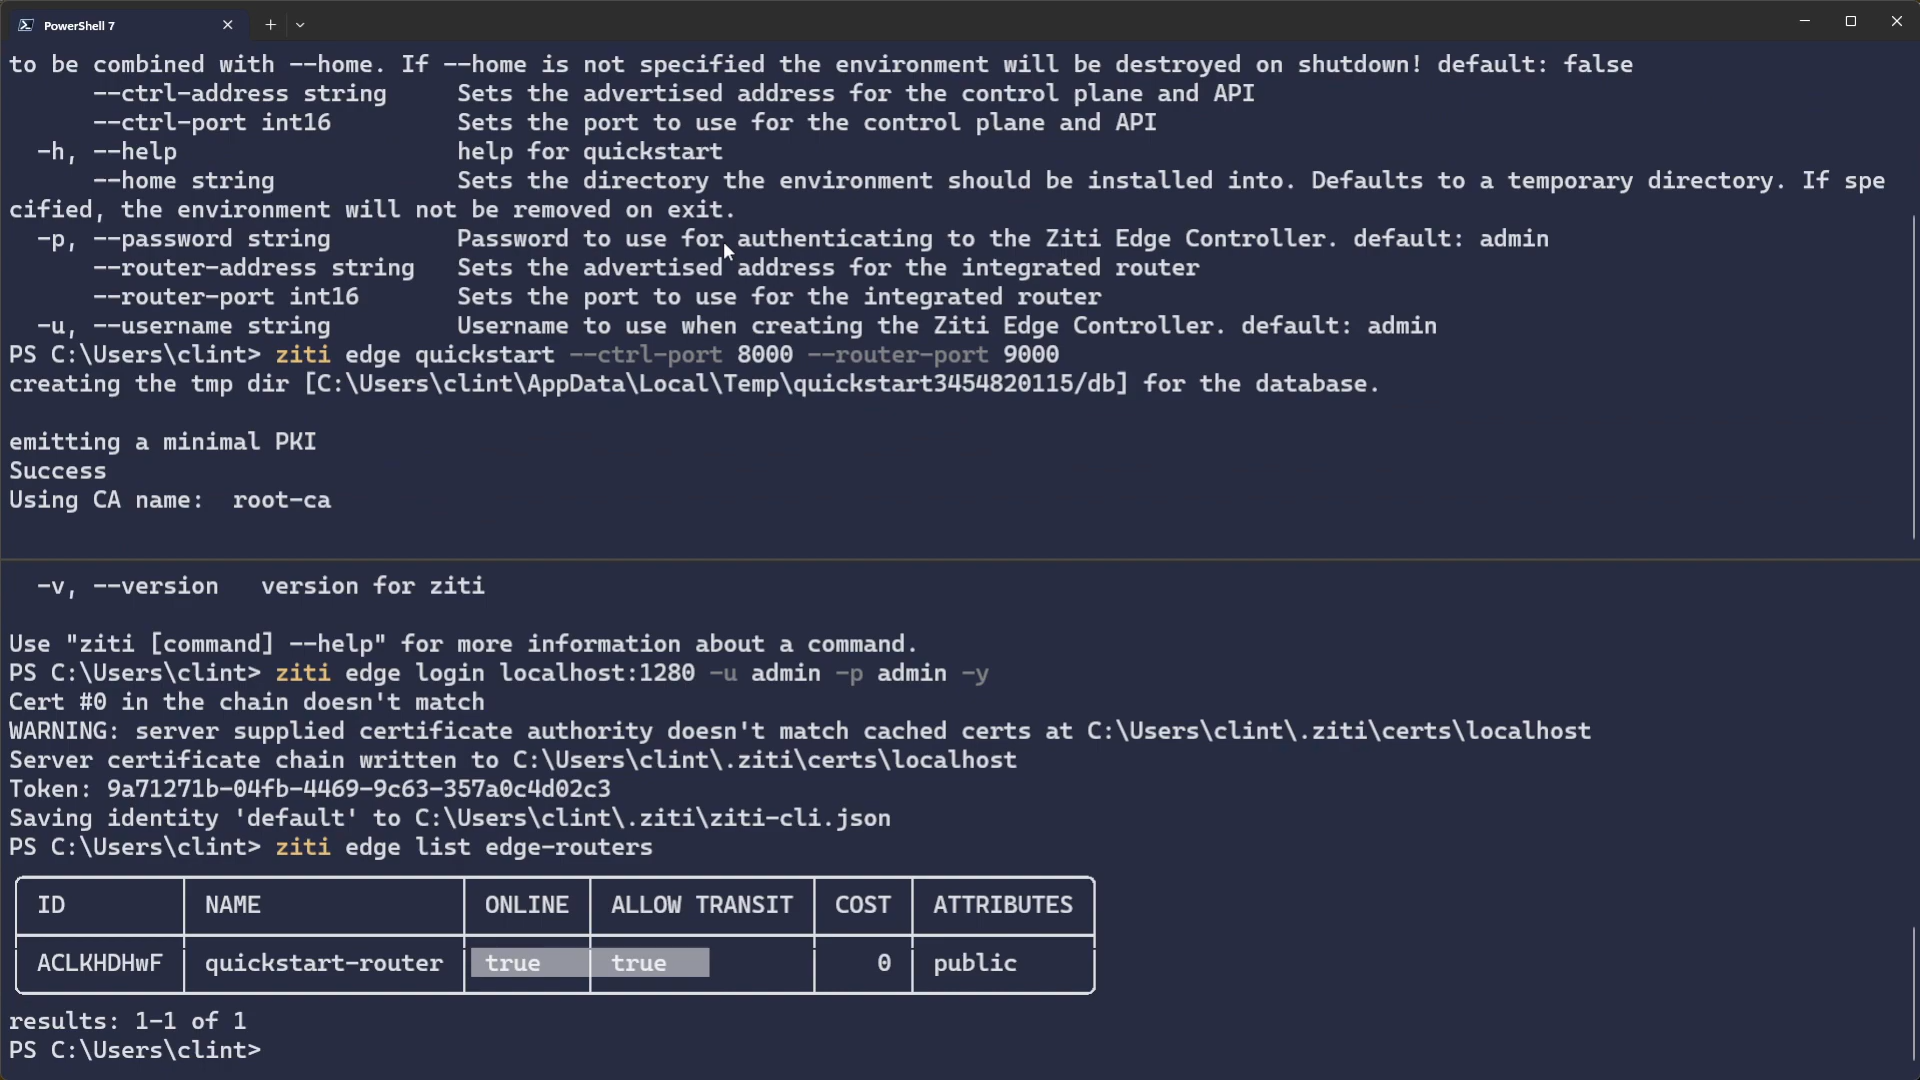 PowerShell 7
to be combined with --home. If --home is not specified the environment will be destroyed on shutdown! default: false
--ctrl-address string Sets the advertised address for the control plane and API
--ctrl-port int16 Sets the port to use for the control plane and API
-h, --help help for quickstart
--home string Sets the directory the environment should be installed into. Defaults to a temporary directory. If spe
cified, the environment will not be removed on exit.
-p, --password string Password to use for authenticating to the Ziti Edge Controller. default: admin
--router-address string Sets the advertised address for the integrated router
--router-port int16 Sets the port to use for the integrated router
-u, --username string Username to use when creating the Ziti Edge Controller. default: admin
PS C:\Users\clint> ziti edge quickstart --ctrl-port 8000 --router-port 9000
creating the tmp dir [C:\Users\clint\AppData\Local\Temp\quickstart3454820115/db] for the database.
emitting a minimal PKI
Success
Using CA name: root-ca
-v, --version version for ziti
Use "ziti [command] --help" for more information about a command.
PS C:\Users\clint> ziti edge login localhost:1280 -u admin -p admin -y
Cert #0 in the chain doesn't match
WARNING: server supplied certificate authority doesn't match cached certs at C:\Users\clint\.ziti\certs\localhost
Server certificate chain written to C:\Users\clint\.ziti\certs\localhost
Token: 9a71271b-04fb-4469-9c63-357a0c4d02c3
Saving identity 'default' to C:\Users\clint\.ziti\ziti-cli.json
PS C:\Users\clint> ziti edge list edge-routers
ID NAME ONLINE ALLOW TRANSIT COST ATTRIBUTES
ACLKHDHwF quickstart-router true true 0 public
results: 1-1 of 1
PS C:\Users\clint>